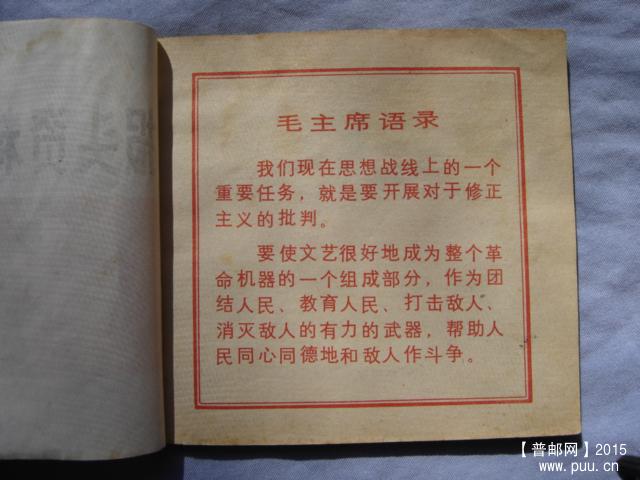 毛主席语录
我们现在思想战线上的一个
重要任务，就是要开展对于修正
主义的批判。
要使文艺很好地成为整个革
命机器的一个组成部分，作为团
结人民、教育人民、打击敌人、
消灭敌人的有力的武器，帮助人
民同心同德地和敌人作斗争。
【普邮网】2015
www.puu.cn